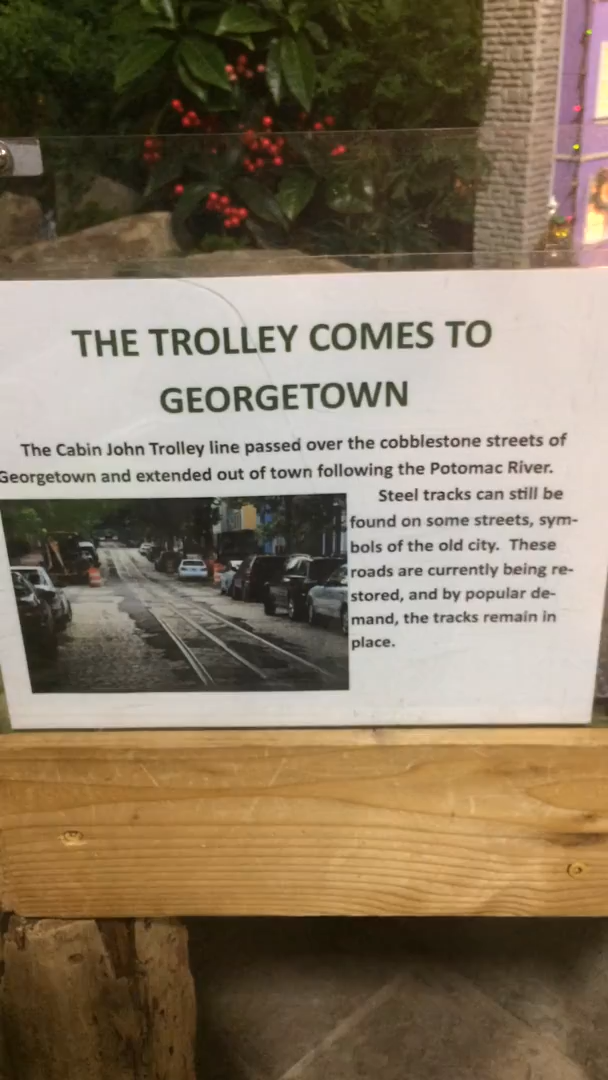 THE TROLLEY COMES TO
GEORGETOWN
The Cabin John Trolley line passed over the cobblestone streets of
Georgetown and extended out of town following the Potomac River.
Steel tracks can still be
found on some streets, sym-
bols of the old city. These
roads are currently being re-
stored, and by popular de-
mand, the tracks remain in
place.